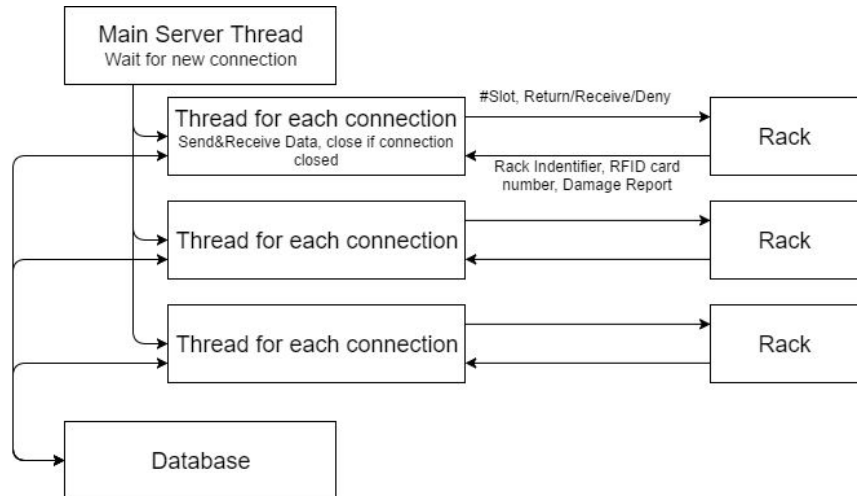 Main Server Thread
Wait for new connection
Thread for each connection
Send&Receive Data, close if connection
closed
#Slot, Return/Receive/Deny
Rack Indentifier, RFID card
number, Damage Report
Rack
Thread for each connection
Rack
Thread for each connection
Rack
Database